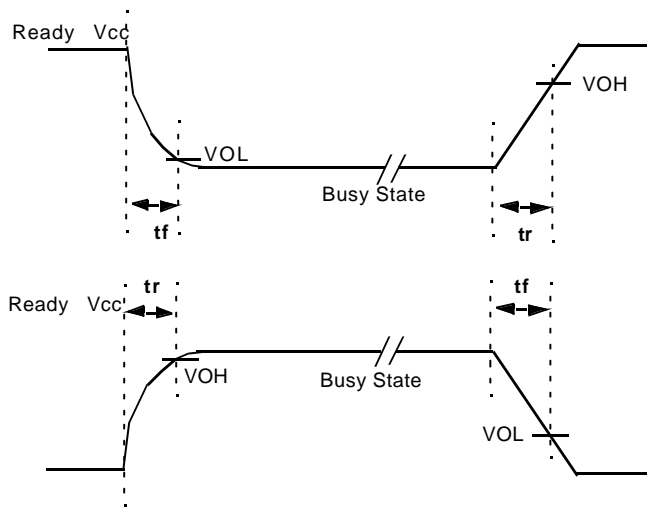 Ready Vcc
VOH
VOL
Busy State
tf
tr
tr
tf
Ready Vcc
VOH
Busy State
VOL